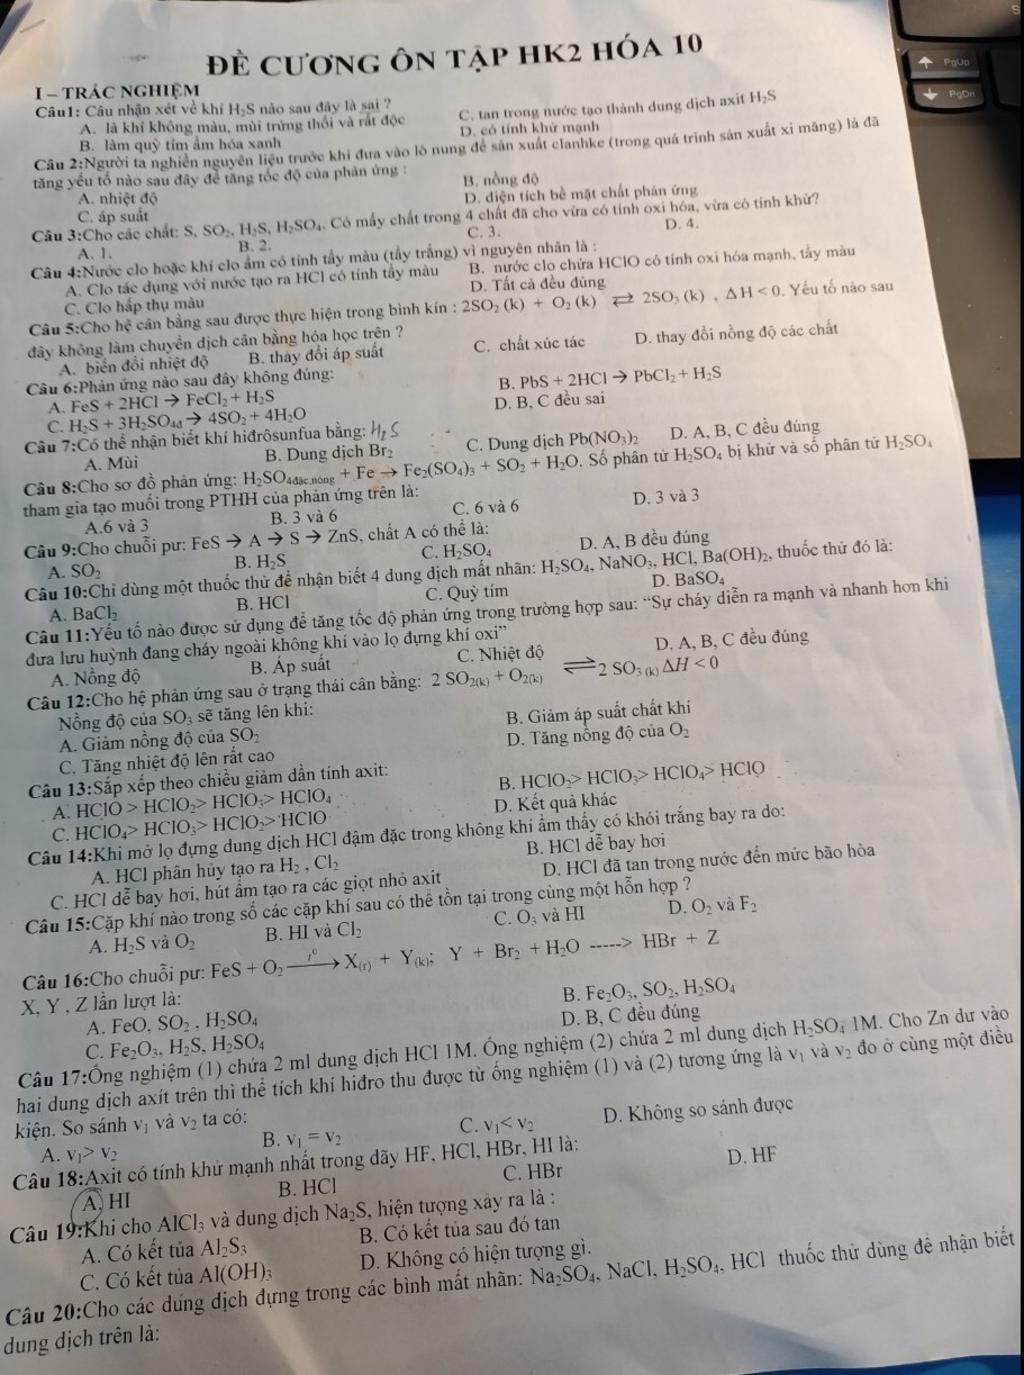 ĐỀ CƯƠNG ÔN TẬP HK2 HÓA 10
I – TRẮC NGHIỆM
Câu1: Câu nhận xét về khí H₂S nào sau đây là sai ?
A. là khí không màu, mùi trứng thối và rất độc C. tan trong nước tạo thành dung dịch axit H₂S
B. làm quỳ tím ẩm hóa xanh D. có tính khử mạnh
Câu 2:Người ta nghiền nguyên liệu trước khi đưa vào lò nung để sản xuất clanhke (trong quá trình sản xuất xi măng) là đã
tăng yếu tố nào sau đây để tăng tốc độ của phản ứng :
A. nhiệt độ B. nồng độ
C. áp suất D. diện tích bề mặt chất phản ứng
Câu 3:Cho các chất: S, SO₂, H₂S, H₂SO₄. Có mấy chất trong 4 chất đã cho vừa có tính oxi hóa, vừa có tính khử?
A. 1. B. 2. C. 3. D. 4.
Câu 4:Nước clo hoặc khí clo ẩm có tính tẩy màu (tẩy trắng) vì nguyên nhân là :
A. Clo tác dụng với nước tạo ra HCl có tính tẩy màu B. nước clo chứa HClO có tính oxi hóa mạnh, tẩy màu
C. Clo hấp thụ màu D. Tất cả đều đúng
Câu 5:Cho hệ cân bằng sau được thực hiện trong bình kín : 2SO₂ (k) + O₂ (k) ⇌ 2SO₃ (k) , ΔH < 0. Yếu tố nào sau
đây không làm chuyển dịch cân bằng hóa học trên ?
A. biến đổi nhiệt độ B. thay đổi áp suất C. chất xúc tác D. thay đổi nồng độ các chất
Câu 6:Phản ứng nào sau đây không đúng:
A. FeS + 2HCl → FeCl₂ + H₂S B. PbS + 2HCl → PbCl₂ + H₂S
C. H₂S + 3H₂SO₄đ → 4SO₂ + 4H₂O D. B, C đều sai
Câu 7:Có thể nhận biết khí hiđrôsunfua bằng: H₂S
A. Mùi B. Dung dịch Br₂ C. Dung dịch Pb(NO₃)₂ D. A, B, C đều đúng
Câu 8:Cho sơ đồ phản ứng: H₂SO₄đặc,nóng + Fe → Fe₂(SO₄)₃ + SO₂ + H₂O. Số phân tử H₂SO₄ bị khử và số phân tử H₂SO₄
tham gia tạo muối trong PTHH của phản ứng trên là:
A.6 và 3 B. 3 và 6 C. 6 và 6 D. 3 và 3
Câu 9:Cho chuỗi pư: FeS → A → S → ZnS, chất A có thể là:
A. SO₂ B. H₂S C. H₂SO₄ D. A, B đều đúng
Câu 10:Chỉ dùng một thuốc thử để nhận biết 4 dung dịch mất nhãn: H₂SO₄, NaNO₃, HCl, Ba(OH)₂, thuốc thử đó là:
A. BaCl₂ B. HCl C. Quỳ tím D. BaSO₄
Câu 11:Yếu tố nào được sử dụng để tăng tốc độ phản ứng trong trường hợp sau: “Sự cháy diễn ra mạnh và nhanh hơn khi
đưa lưu huỳnh đang cháy ngoài không khí vào lọ đựng khí oxi”
A. Nồng độ B. Áp suất C. Nhiệt độ D. A, B, C đều đúng
Câu 12:Cho hệ phản ứng sau ở trạng thái cân bằng: 2 SO₂(k) + O₂(k) ⇌ 2 SO₃ (k) ΔH < 0
Nồng độ của SO₃ sẽ tăng lên khi:
A. Giảm nồng độ của SO₂ B. Giảm áp suất chất khí
C. Tăng nhiệt độ lên rất cao D. Tăng nồng độ của O₂
Câu 13:Sắp xếp theo chiều giảm dần tính axit:
A. HClO > HClO₂> HClO₃> HClO₄ B. HClO₂> HClO₃> HClO₄> HClO
C. HClO₄> HClO₃> HClO₂> HClO D. Kết quả khác
Câu 14:Khi mở lọ đựng dung dịch HCl đậm đặc trong không khí ẩm thấy có khói trắng bay ra do:
A. HCl phân hủy tạo ra H₂ , Cl₂ B. HCl dễ bay hơi
C. HCl dễ bay hơi, hút ẩm tạo ra các giọt nhỏ axit D. HCl đã tan trong nước đến mức bão hòa
Câu 15:Cặp khí nào trong số các cặp khí sau có thể tồn tại trong cùng một hỗn hợp ?
A. H₂S và O₂ B. HI và Cl₂ C. O₃ và HI D. O₂ và F₂
Câu 16:Cho chuỗi pư: FeS + O₂ —t⁰→ X(r) + Y(k); Y + Br₂ + H₂O -----> HBr + Z
X, Y , Z lần lượt là:
A. FeO, SO₂ , H₂SO₄ B. Fe₂O₃, SO₂, H₂SO₄
C. Fe₂O₃, H₂S, H₂SO₄ D. B, C đều đúng
Câu 17:Ống nghiệm (1) chứa 2 ml dung dịch HCl 1M. Ống nghiệm (2) chứa 2 ml dung dịch H₂SO₄ 1M. Cho Zn dư vào
hai dung dịch axít trên thì thể tích khí hiđro thu được từ ống nghiệm (1) và (2) tương ứng là v₁ và v₂ đo ở cùng một điều
kiện. So sánh v₁ và v₂ ta có:
A. v₁> v₂ B. v₁ = v₂ C. v₁< v₂ D. Không so sánh được
Câu 18:Axit có tính khử mạnh nhất trong dãy HF, HCl, HBr, HI là:
A. HI B. HCl C. HBr D. HF
Câu 19:Khi cho AlCl₃ và dung dịch Na₂S, hiện tượng xảy ra là :
A. Có kết tủa Al₂S₃ B. Có kết tủa sau đó tan
C. Có kết tủa Al(OH)₃ D. Không có hiện tượng gì.
Câu 20:Cho các dung dịch đựng trong các bình mất nhãn: Na₂SO₄, NaCl, H₂SO₄, HCl thuốc thử dùng để nhận biết
dung dịch trên là:
PgUp
PgDn